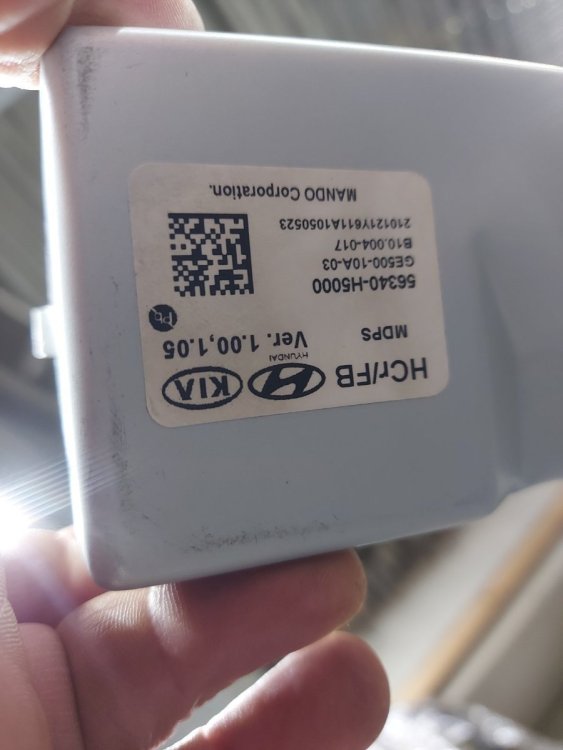 HCr/FB HYUNDAI KIA
MDPS Ver. 1.00,1.05
56340-H5000
GE500-10A-03
B10.004-017
210121Y611A1050523
MANDO Corporation.
Pb